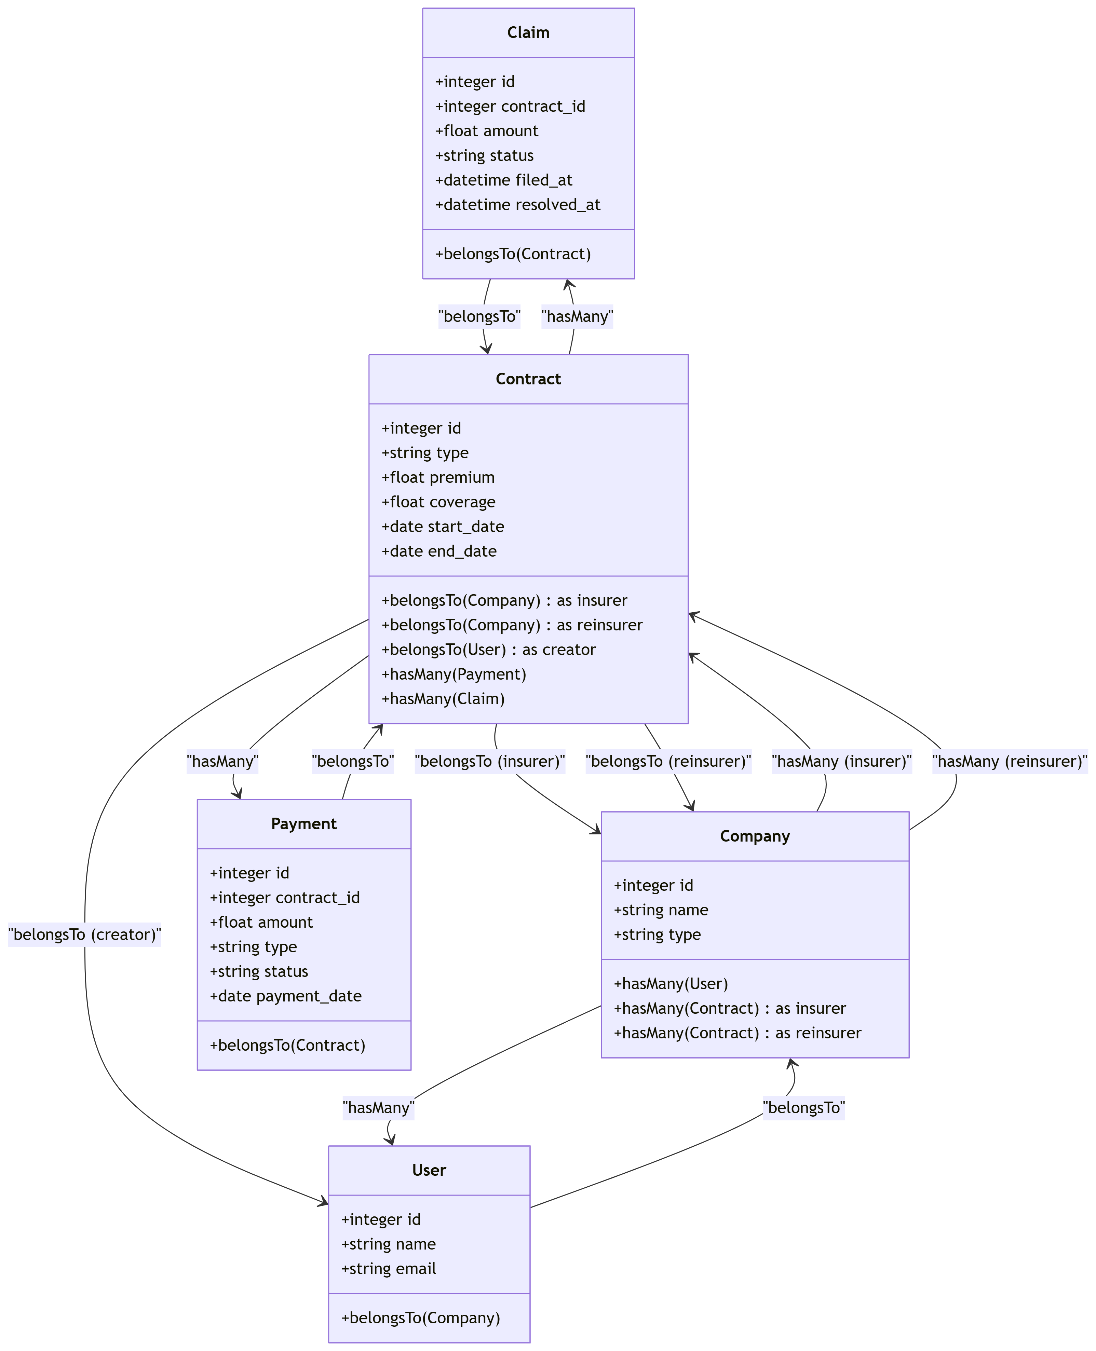 Claim
+integer id
+integer contract_id
+float amount
+string status
+datetime filed_at
+datetime resolved_at
+belongsTo(Contract)
"belongsTo"
"hasMany"
Contract
+integer id
+string type
+float premium
+float coverage
+date start_date
+date end_date
+belongsTo(Company) : as insurer
+belongsTo(Company) : as reinsurer
+belongsTo(User) : as creator
+hasMany(Payment)
+hasMany(Claim)
"hasMany"
"belongsTo"
"belongsTo (insurer)"
"belongsTo (reinsurer)"
"hasMany (insurer)"
"hasMany (reinsurer)"
Payment
+integer id
+integer contract_id
+float amount
+string type
+string status
+date payment_date
+belongsTo(Contract)
Company
+integer id
+string name
+string type
+hasMany(User)
+hasMany(Contract) : as insurer
+hasMany(Contract) : as reinsurer
"belongsTo (creator)"
"hasMany"
"belongsTo"
User
+integer id
+string name
+string email
+belongsTo(Company)